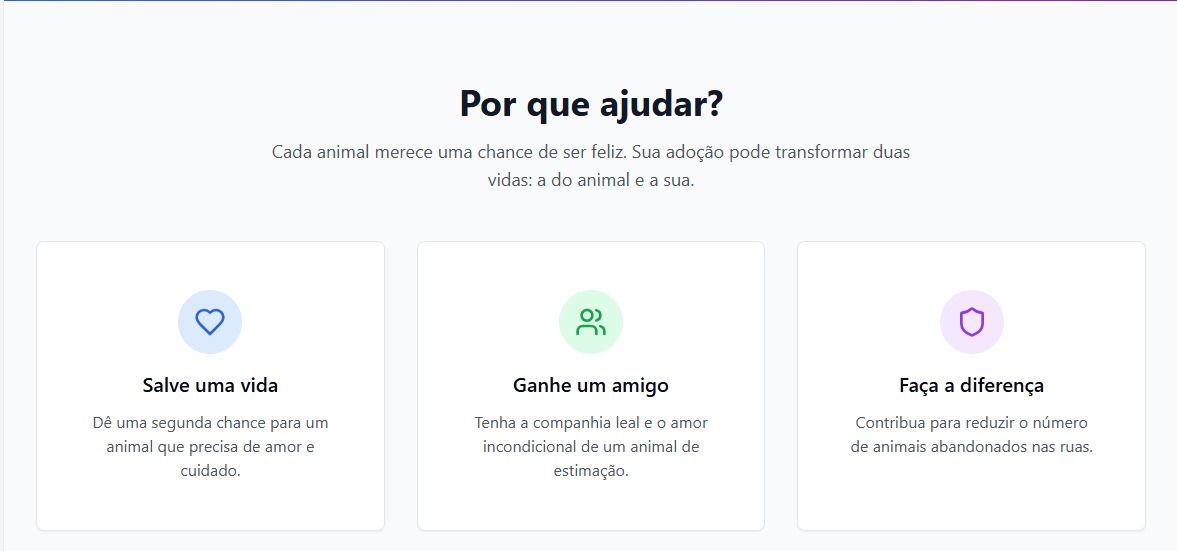 Por que ajudar?
Cada animal merece uma chance de ser feliz. Sua adoção pode transformar duas
vidas: a do animal e a sua.
Salve uma vida
Dê uma segunda chance para um
animal que precisa de amor e
cuidado.
Ganhe um amigo
Tenha a companhia leal e o amor
incondicional de um animal de
estimação.
Faça a diferença
Contribua para reduzir o número
de animais abandonados nas ruas.